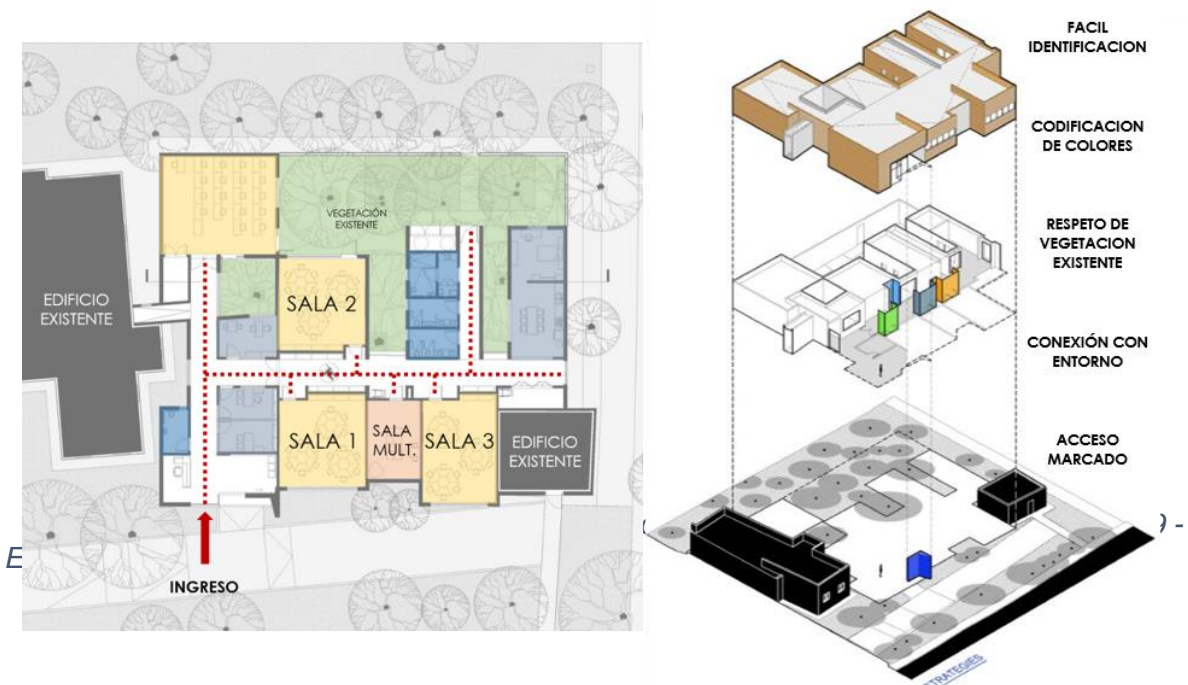 VEGETACIÓN
EXISTENTE
EDIFICIO
EXISTENTE
SALA 2
SALA 1
SALA
MULT.
SALA 3
EDIFICIO
EXISTENTE
INGRESO
E
FACIL
IDENTIFICACION
CODIFICACION
DE COLORES
RESPETO DE
VEGETACION
EXISTENTE
CONEXIÓN CON
ENTORNO
ACCESO
MARCADO
9 -